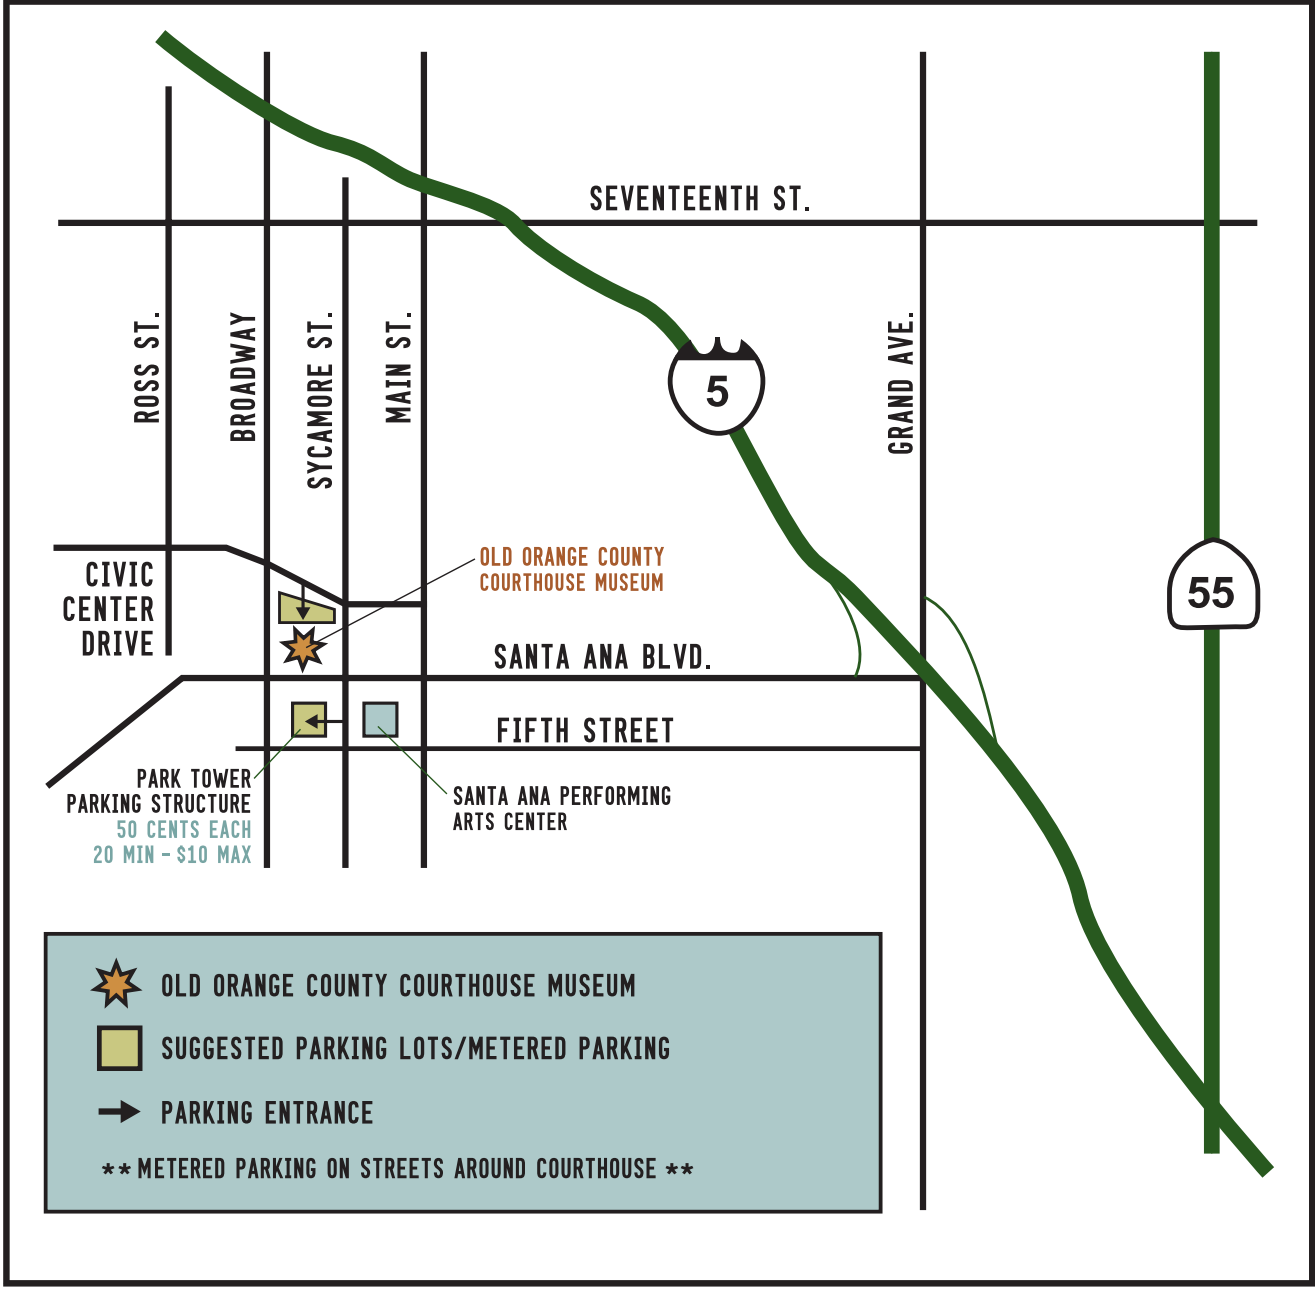 SEVENTEENTH ST.
ROSS ST.
BROADWAY
SYCAMORE ST.
MAIN ST.
GRAND AVE.
5
OLD ORANGE COUNTY
COURTHOUSE MUSEUM
55
CIVIC
CENTER
DRIVE
SANTA ANA BLVD.
FIFTH STREET
PARK TOWER
PARKING STRUCTURE
50 CENTS EACH
20 MIN – $10 MAX
SANTA ANA PERFORMING
ARTS CENTER
OLD ORANGE COUNTY COURTHOUSE MUSEUM
SUGGESTED PARKING LOTS/METERED PARKING
PARKING ENTRANCE
** METERED PARKING ON STREETS AROUND COURTHOUSE **